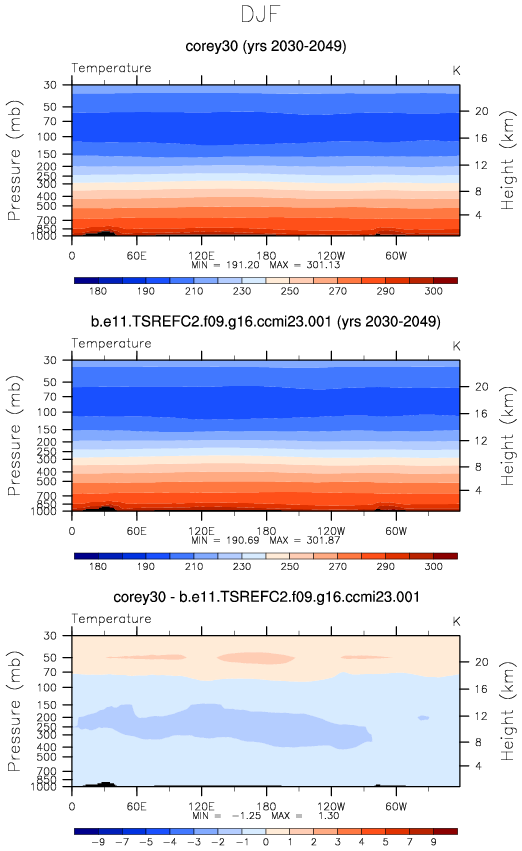 DJF
corey30 (yrs 2030-2049)
Temperature K
Pressure (mb)
30
50
70
100
150
200
250
300
400
500
700
850
1000
20
16
12
8
4
Height (km)
0 60E 120E 180 120W 60W
MIN = 191.20 MAX = 301.13
180 190 210 230 250 270 290 300
b.e11.TSREFC2.f09.g16.ccmi23.001 (yrs 2030-2049)
Temperature K
Pressure (mb)
30
50
70
100
150
200
250
300
400
500
700
850
1000
20
16
12
8
4
Height (km)
0 60E 120E 180 120W 60W
MIN = 190.69 MAX = 301.87
180 190 210 230 250 270 290 300
corey30 - b.e11.TSREFC2.f09.g16.ccmi23.001
Temperature K
Pressure (mb)
30
50
70
100
150
200
250
300
400
500
700
850
1000
20
16
12
8
4
Height (km)
0 60E 120E 180 120W 60W
MIN = -1.25 MAX = 1.30
-9 -7 -5 -4 -3 -2 -1 0 1 2 3 4 5 7 9